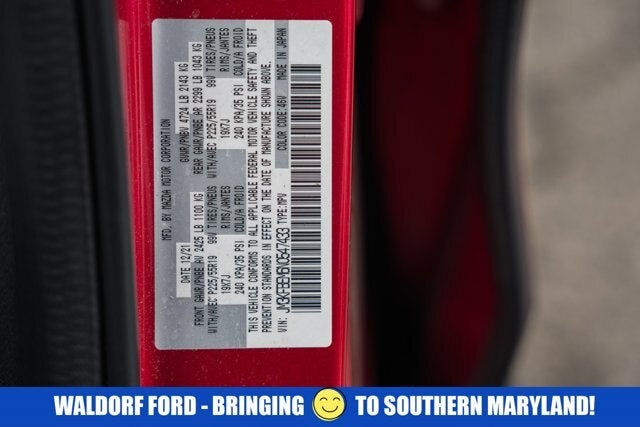 MFD. BY MAZDA MOTOR CORPORATION
DATE 12/21 GVWR/PNBV 4724 LB 2143 KG
FRONT GAWR/PNBE AV 2425 LB 1100 KG REAR GAWR/PNBE AR 2299 LB 1043 KG
WITH/AVEC P225/55R19 99V TIRES/PNEUS WITH/AVEC P225/55R19 99V TIRES/PNEUS
19X7J RIMS/JANTES 19X7J RIMS/JANTES
240 KPA/35 PSI COLD/A FROID 240 KPA/35 PSI COLD/A FROID
THIS VEHICLE CONFORMS TO ALL APPLICABLE FEDERAL MOTOR VEHICLE SAFETY AND THEFT
PREVENTION STANDARDS IN EFFECT ON THE DATE OF MANUFACTURE SHOWN ABOVE.
VIN: JM3KFBEM6N0547433 TYPE: MPV COLOR CODE: 46V MADE IN JAPAN
WALDORF FORD - BRINGING TO SOUTHERN MARYLAND!